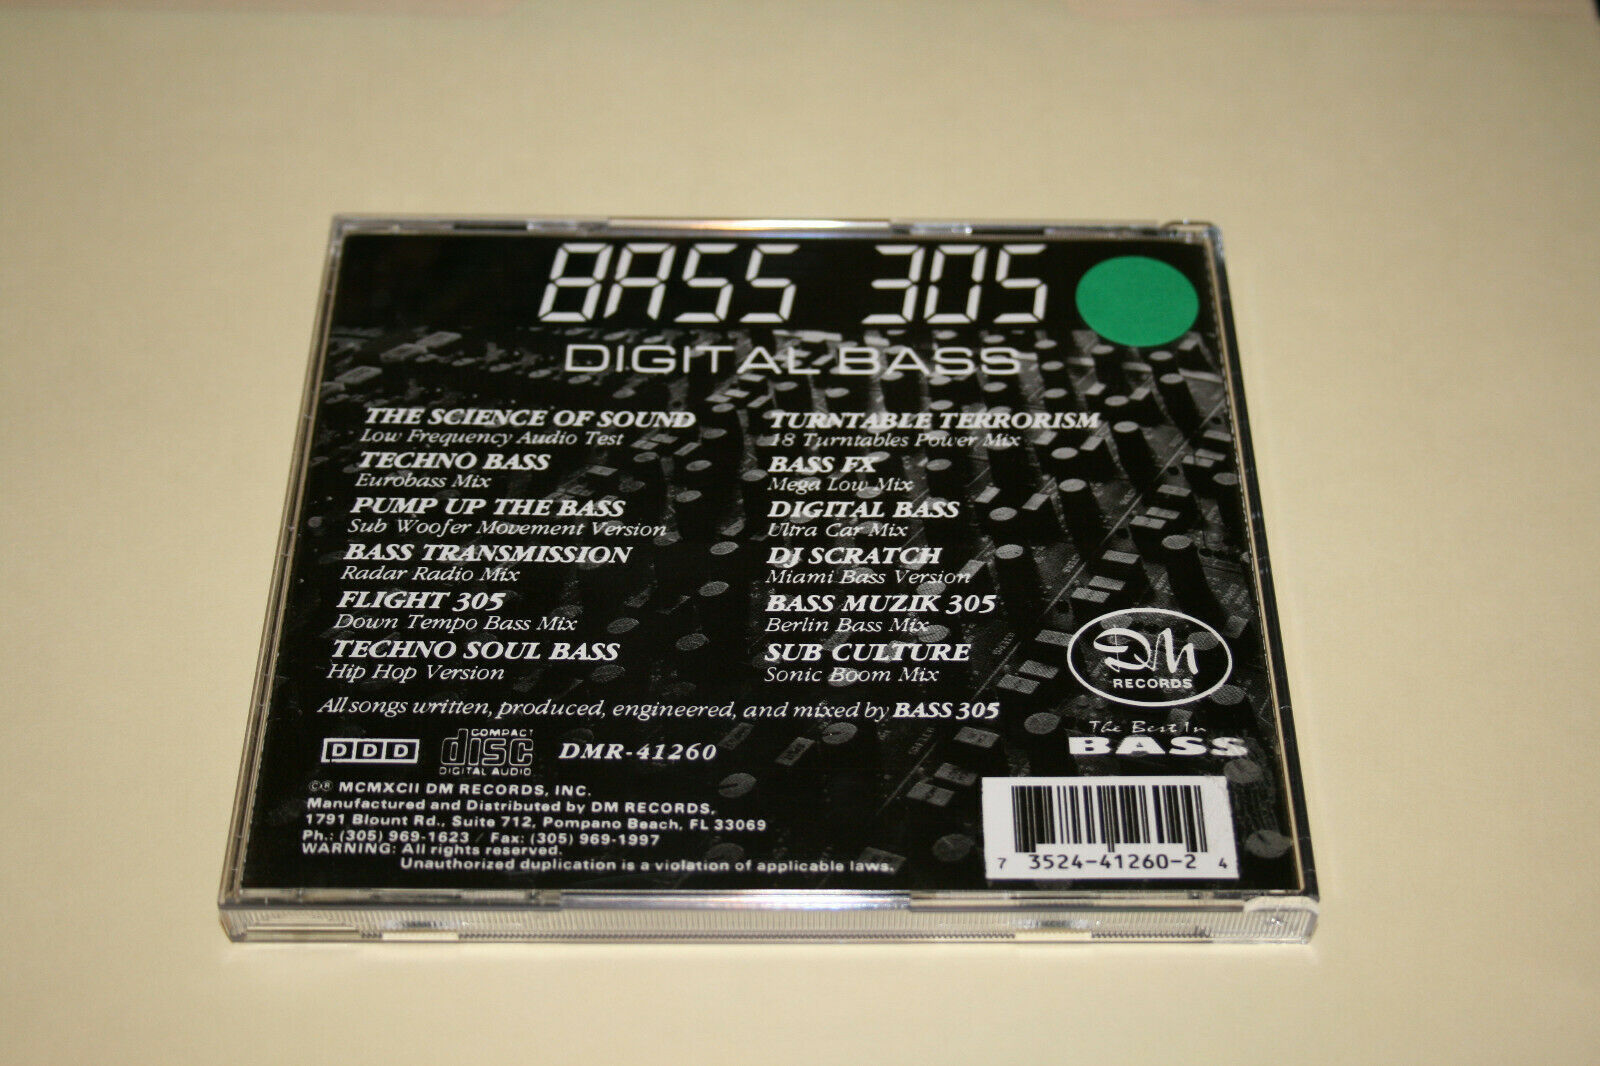 BASS 305
DIGITAL BASS
THE SCIENCE OF SOUND
Low Frequency Audio Test
TECHNO BASS
Eurobass Mix
PUMP UP THE BASS
Sub Woofer Movement Version
BASS TRANSMISSION
Radar Radio Mix
FLIGHT 305
Down Tempo Bass Mix
TECHNO SOUL BASS
Hip Hop Version
TURNTABLE TERRORISM
18 Turntables Power Mix
BASS FX
Mega Low Mix
DIGITAL BASS
Ultra Car Mix
DJ SCRATCH
Miami Bass Version
BASS MUZIK 305
Berlin Bass Mix
SUB CULTURE
Sonic Boom Mix
All songs written, produced, engineered, and mixed by BASS 305
DM
RECORDS
The Best In
BASS
DDD
COMPACT
disc
DIGITAL AUDIO
DMR-41260
©℗ MCMXCII DM RECORDS, INC.
Manufactured and Distributed by DM RECORDS,
1791 Blount Rd., Suite 712, Pompano Beach, FL 33069
Ph.: (305) 969-1623 / Fax: (305) 969-1997
WARNING: All rights reserved.
Unauthorized duplication is a violation of applicable laws.
7 3524-41260-2 4